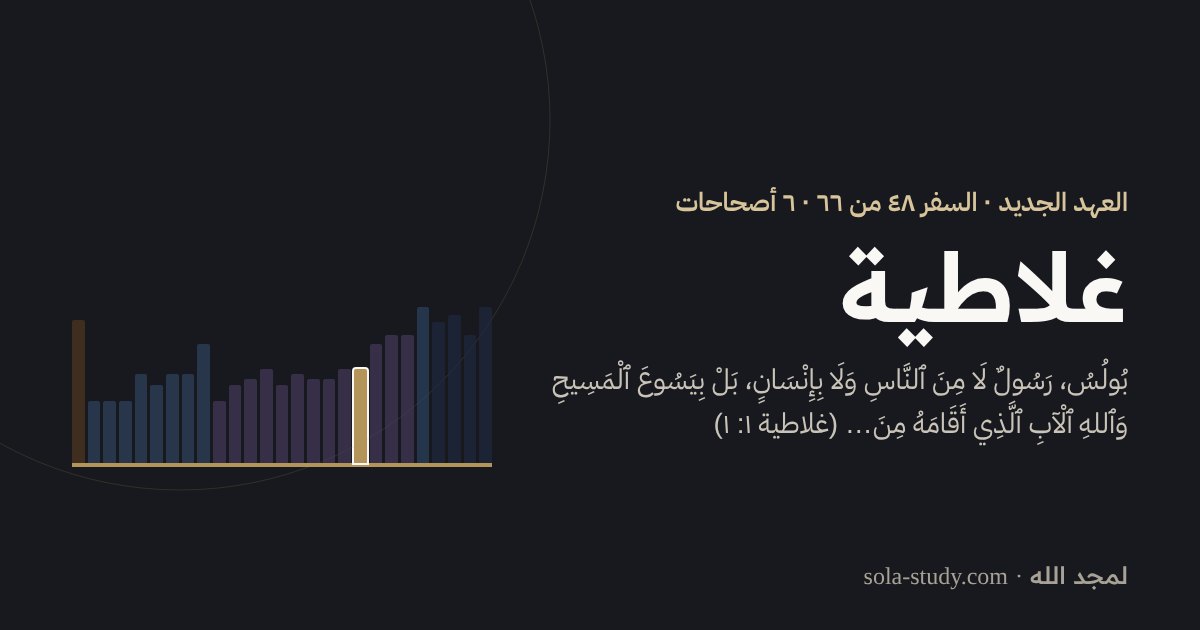 العهد الجديد · السفر ٤٨ من ٦٦ · ٦ أصحاحات
غلاطية
بُولُسُ، رَسُولٌ لَا مِنَ ٱلنَّاسِ وَلَا بِإِنْسَانٍ، بَلْ بِيَسُوعَ ٱلْمَسِيحِ
وَٱللهِ ٱلْآبِ ٱلَّذِي أَقَامَهُ مِنَ… (غلاطية ١: ١)
لمجد الله · sola-study.com